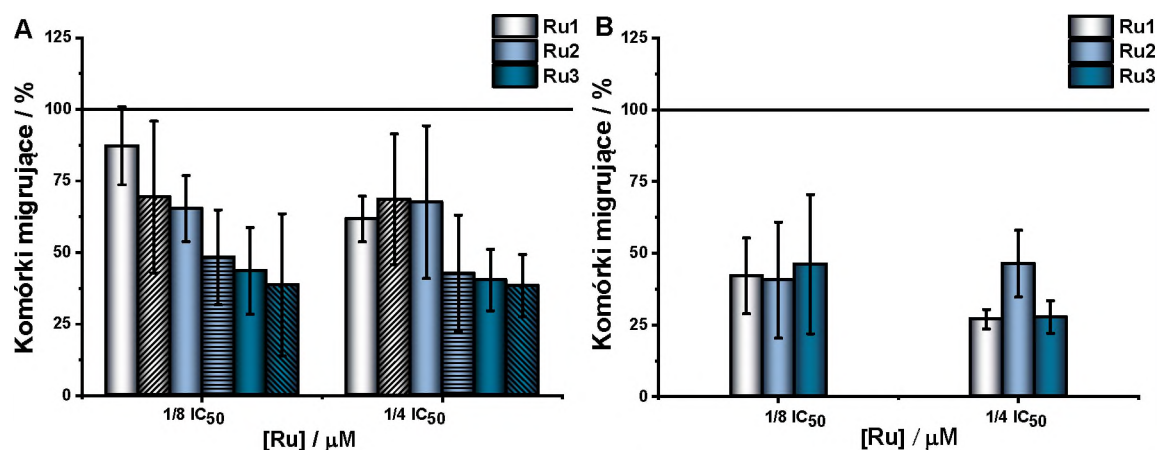 A
Ru1
Ru2
Ru3
Komórki migrujące / %
125
100
75
50
25
0
1/8 IC50
1/4 IC50
[Ru] / μM
B
Ru1
Ru2
Ru3
Komórki migrujące / %
125
100
75
50
25
0
1/8 IC50
1/4 IC50
[Ru] / μM